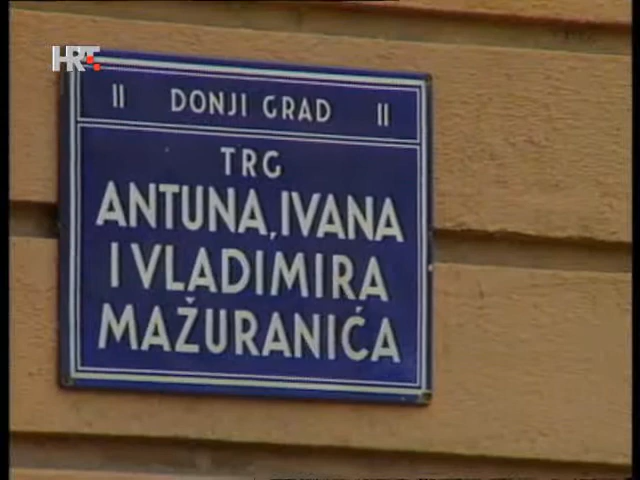 HRT
II DONJI GRAD II
TRG
ANTUNA, IVANA
I VLADIMIRA
MAŽURANIĆA